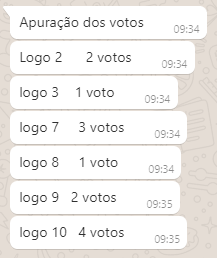 Apuração dos votos
09:34
Logo 2 2 votos
09:34
logo 3 1 voto
09:34
logo 7 3 votos
09:34
logo 8 1 voto
09:34
logo 9 2 votos
09:35
logo 10 4 votos
09:35